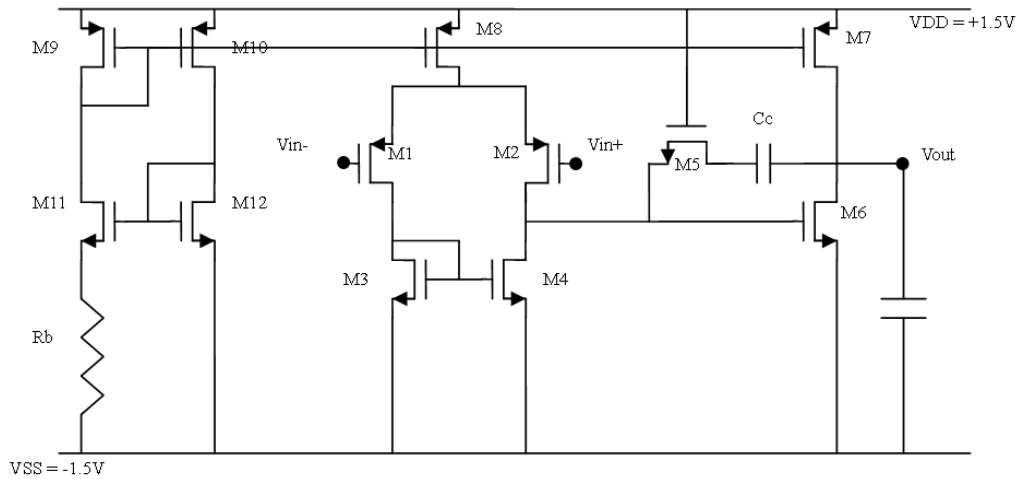 VDD = +1.5V
M9
M10
M8
M7
Cc
Vin-
M1
M2
Vin+
M5
Vout
M11
M12
M6
M3
M4
Rb
VSS = -1.5V